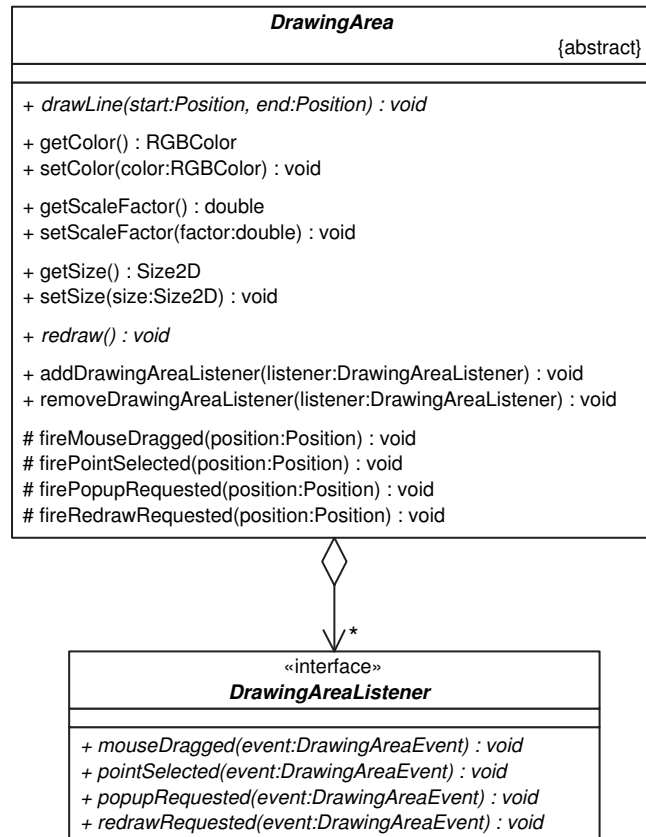 DrawingArea
{abstract}
+ drawLine(start:Position, end:Position) : void
+ getColor() : RGBColor
+ setColor(color:RGBColor) : void
+ getScaleFactor() : double
+ setScaleFactor(factor:double) : void
+ getSize() : Size2D
+ setSize(size:Size2D) : void
+ redraw() : void
+ addDrawingAreaListener(listener:DrawingAreaListener) : void
+ removeDrawingAreaListener(listener:DrawingAreaListener) : void
# fireMouseDragged(position:Position) : void
# firePointSelected(position:Position) : void
# firePopupRequested(position:Position) : void
# fireRedrawRequested(position:Position) : void
*
«interface»
DrawingAreaListener
+ mouseDragged(event:DrawingAreaEvent) : void
+ pointSelected(event:DrawingAreaEvent) : void
+ popupRequested(event:DrawingAreaEvent) : void
+ redrawRequested(event:DrawingAreaEvent) : void